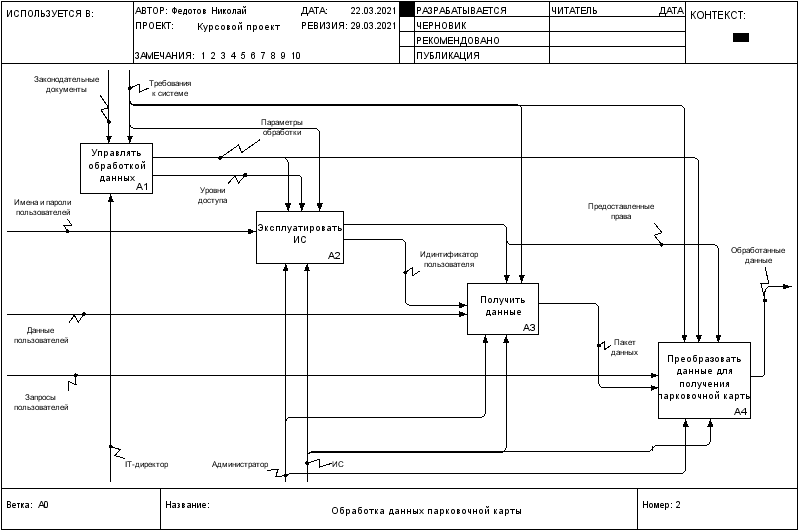 ИСПОЛЬЗУЕТСЯ В:
АВТОР: Федотов Николай
ДАТА: 22.03.2021
ПРОЕКТ: Курсовой проект
РЕВИЗИЯ: 29.03.2021
ЗАМЕЧАНИЯ: 1 2 3 4 5 6 7 8 9 10
РАЗРАБАТЫВАЕТСЯ
ЧЕРНОВИК
РЕКОМЕНДОВАНО
ПУБЛИКАЦИЯ
ЧИТАТЕЛЬ ДАТА
КОНТЕКСТ:
Законодательные
документы
Требования
к системе
Параметры
обработки
Управлять
обработкой
данных
A1
Уровни
доступа
Имена и пароли
пользователей
Эксплуатировать
ИС
A2
Предоставленные
права
Идинтификатор
пользователя
Обработанные
данные
Получить
данные
A3
Данные
пользователей
Пакет
данных
Преобразовать
данные для
получения
парковочной карты
A4
Запросы
пользователей
IT-директор
Администратор
ИС
Ветка: A0
Название:
Обработка данных парковочной карты
Номер: 2